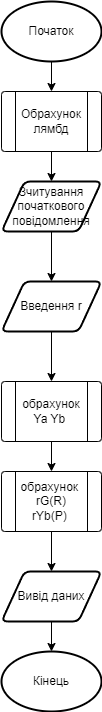 Початок
Обрахунок
лямбд
Зчитування
початкового
повідомлення
Введення r
обрахунок
Ya Yb
обрахунок
rG(R)
rYb(P)
Вивід даних
Кінець